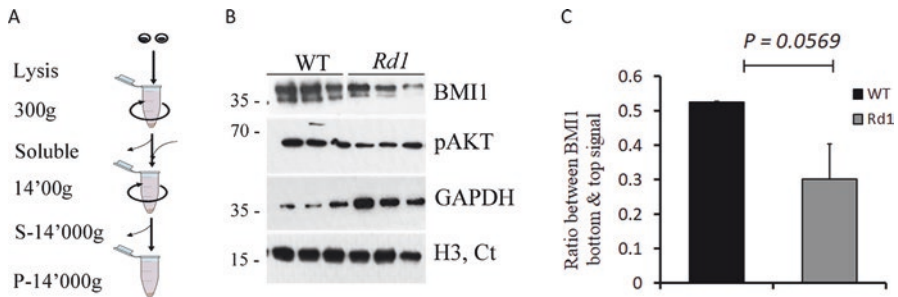 A
Lysis
300g
Soluble
14'00g
S-14'000g
P-14'000g
B
WT Rd1
35 -
BMI1
70 -
pAKT
35 -
GAPDH
15 -
H3, Ct
C
P = 0.0569
Ratio between BMI1
bottom & top signal
0.6
0.5
0.4
0.3
0.2
0.1
0
WT
Rd1